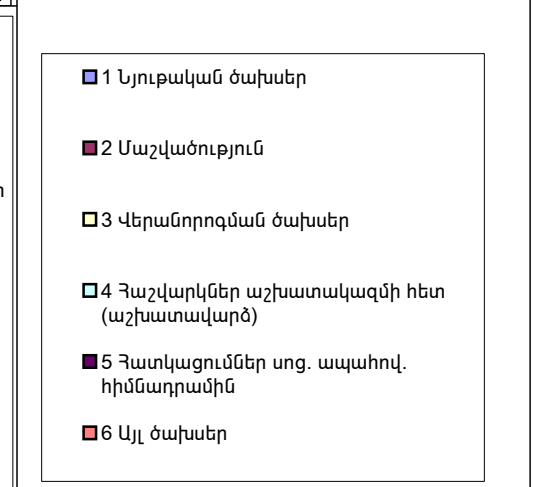 1 Նյութական ծախսեր
2 Մաշվածություն
3 Վերանորոգման ծախսեր
4 Հաշվարկներ աշխատակազմի հետ
(աշխատավարձ)
5 Հատկացումներ սոց. ապահով.
հիմնադրամին
6 Այլ ծախսեր